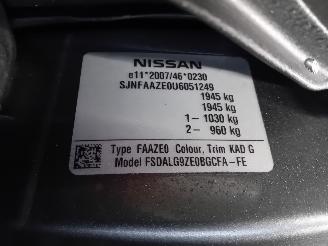 NISSAN
e11*2007/46*0230
SJNFAAZE0U6051249
1945 kg
1945 kg
1- 1030 kg
2- 960 kg
Type FAAZE0 Colour, Trim KAD G
Model FSDALG9ZE0BGCFA-FE